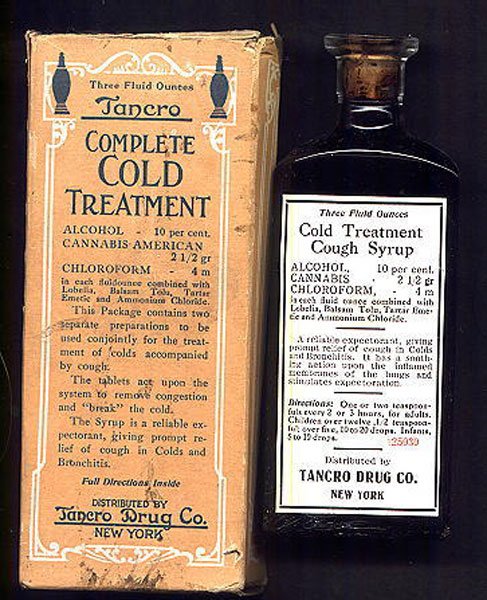 Three Fluid Ounces
Tancro
COMPLETE
COLD
TREATMENT
ALCOHOL - 10 per cent.
CANNABIS AMERICAN
2 1/2 gr
CHLOROFORM - 4 m
in each fluidounce combined with
Lobelia, Balsam Tolu, Tartar
Emetic and Ammonium Chloride.
This Package contains two
separate preparations to be
used conjointly for the treat-
ment of colds accompanied
by cough.
The tablets act upon the
system to remove congestion
and "break" the cold.
The Syrup is a reliable ex-
pectorant, giving prompt re-
lief of cough in Colds and
Bronchitis.
Full Directions Inside
DISTRIBUTED BY
Tancro Drug Co.
NEW YORK
Three Fluid Ounces
Cold Treatment
Cough Syrup
ALCOHOL, 10 per cent.
CANNABIS - 2 1/2 gr
CHLOROFORM, - 4 m
in each fluid ounce combined with
Lobelia, Balsam Tolu, Tartar Eme-
tic and Ammonium Chloride.
A reliable expectorant, giving
prompt relief of cough in Colds
and Bronchitis. It has a sooth-
ing action upon the inflamed
membranes of the lungs and
stimulates expectoration.
Directions: One or two teaspoon-
fuls every 2 or 3 hours, for adults.
Children over twelve ,1/2 teaspoon-
ful; over five, 10 to 20 drops. Infants,
5 to 10 drops. 25030
Distributed by
TANCRO DRUG CO.
NEW YORK